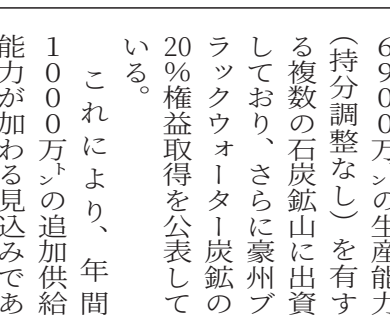 6900万㌧の生産能力
（持分調整なし）を有す
る複数の石炭鉱山に出資
しており、さらに豪州ブ
ラックウォーター炭鉱の
20％権益取得を公表して
いる。
これにより、年間
1000万㌧の追加供給
能力が加わる見込みであ